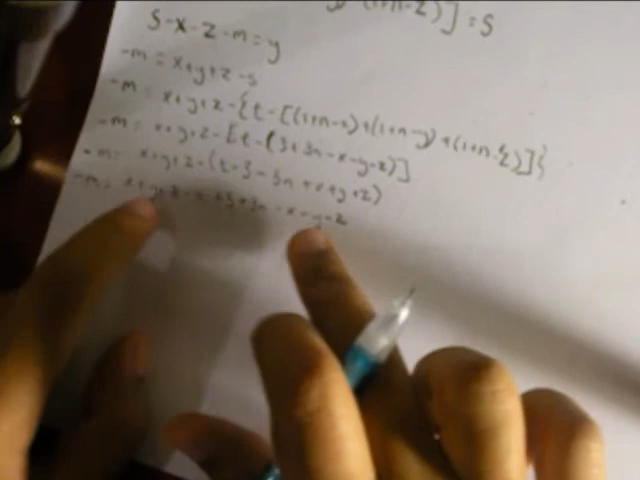 (1+n-z)] = S
S-x-z-m=y
-m = x+y+z-s
-m = x+y+z-{t-[(1+n-x)+(1+n-y)+(1+n-z)]}
-m = x+y+z-[t-(3+3n-x-y-z)]
-m = x+y+z-(t-3-3n+x+y+z)
-m = x+y+z-t+3+3n-x-y-z